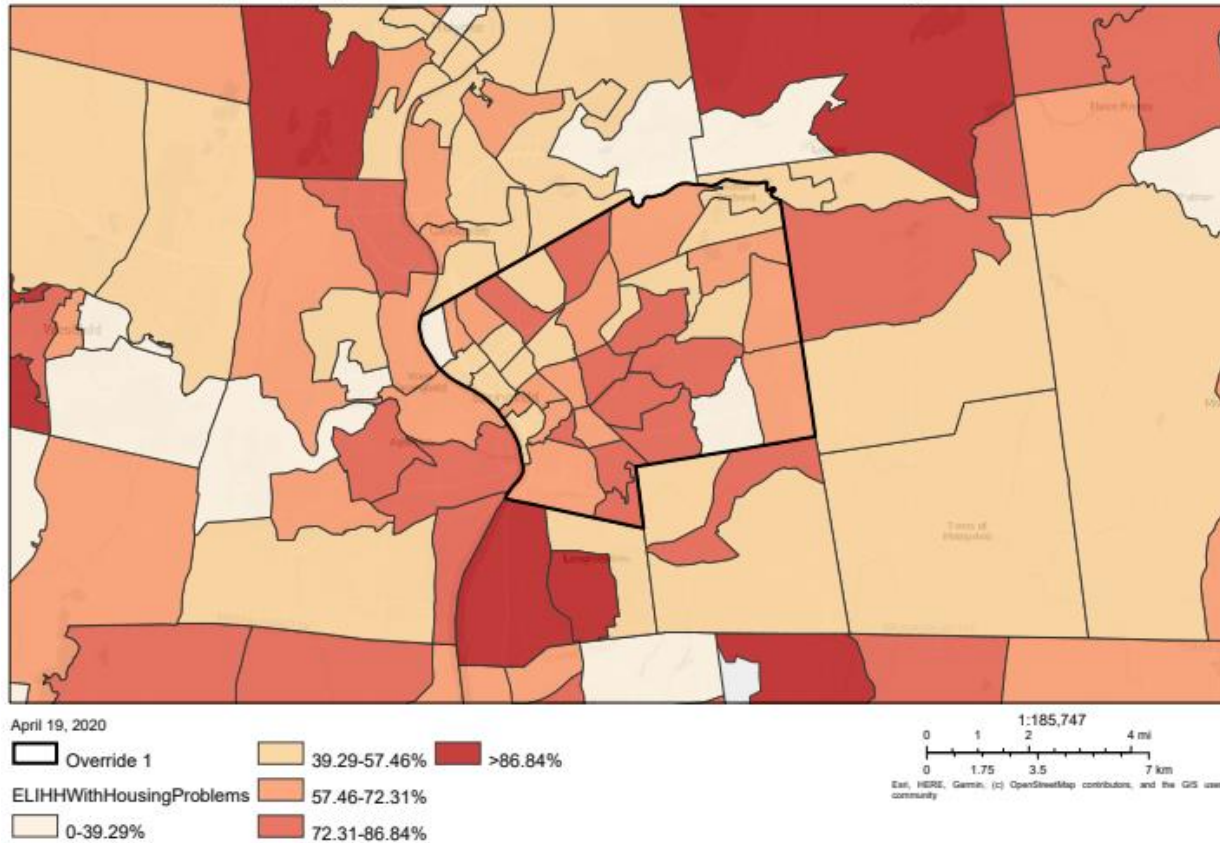 April 19, 2020
Override 1
ELIHHWithHousingProblems
0-39.29%
39.29-57.46%
57.46-72.31%
72.31-86.84%
>86.84%
1:185,747
0 1 2 4 mi
0 1.75 3.5 7 km
Esri, HERE, Garmin, (c) OpenStreetMap contributors, and the GIS user
community